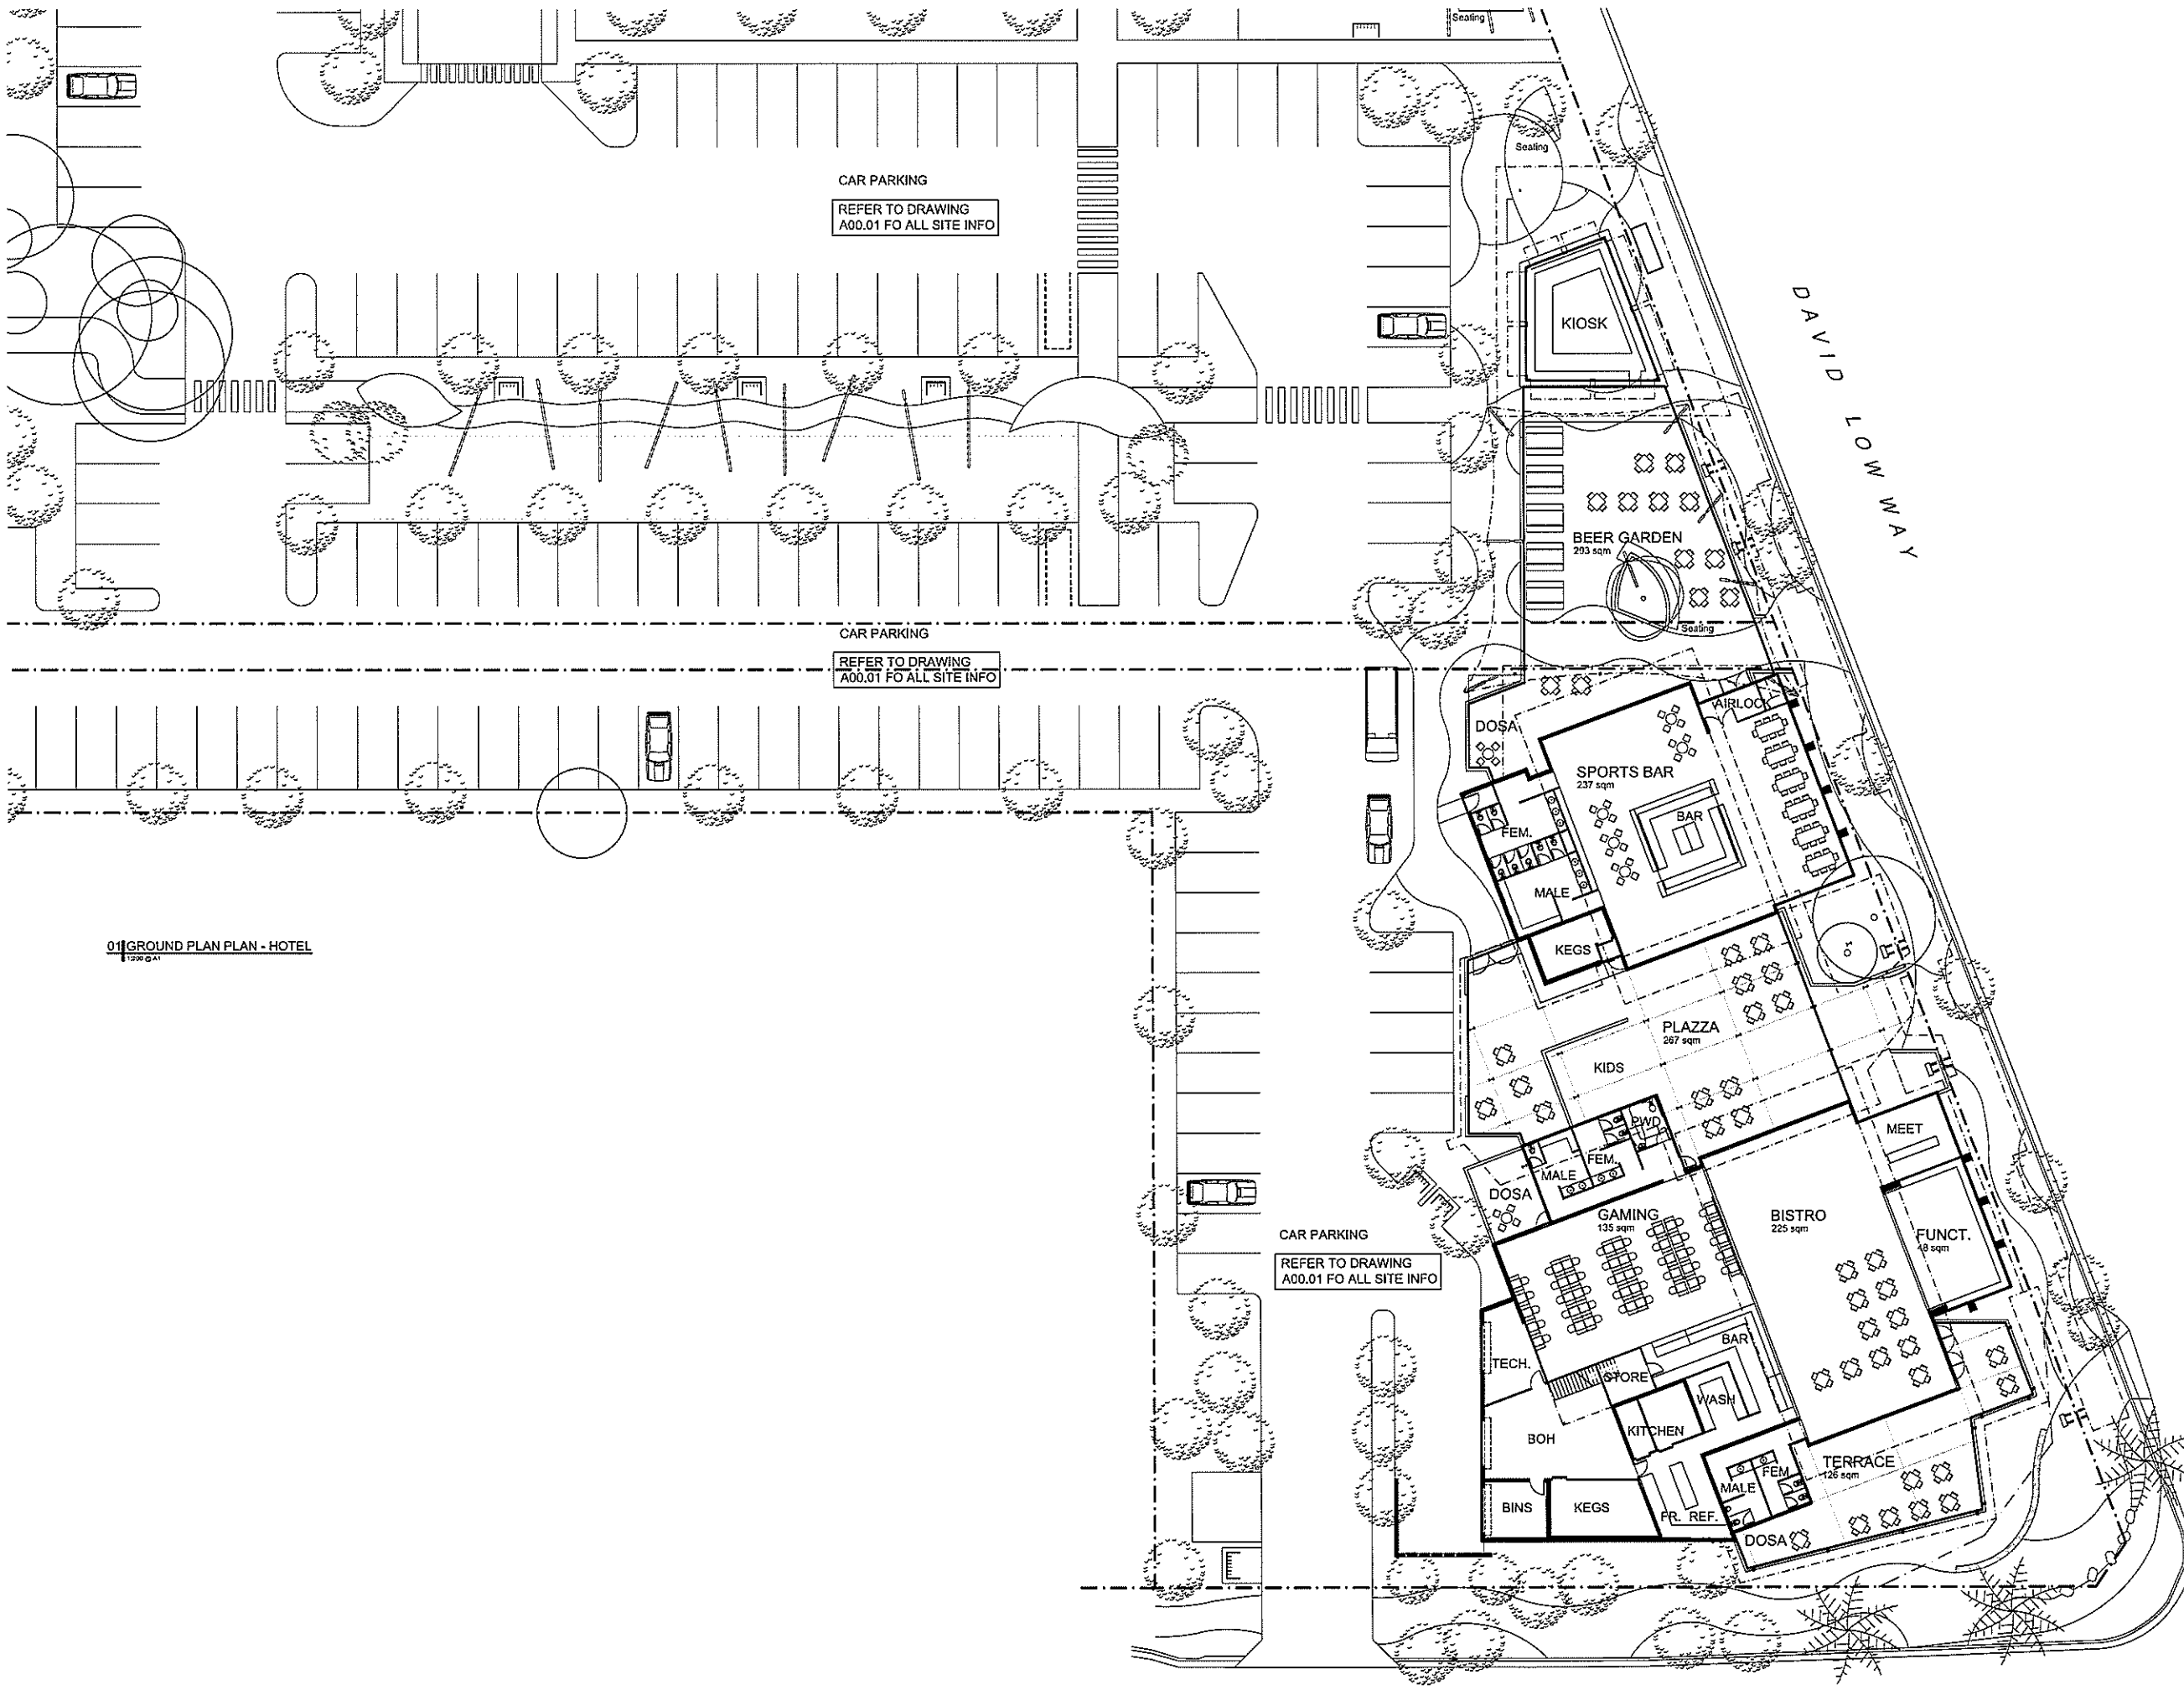 Seating
Seating
CAR PARKING
REFER TO DRAWING
A00.01 FO ALL SITE INFO
KIOSK
DAVID LOW WAY
BEER GARDEN
293 sqm
Seating
CAR PARKING
REFER TO DRAWING
A00.01 FO ALL SITE INFO
AIRLOCK
DOSA
SPORTS BAR
237 sqm
BAR
FEM.
MALE
KEGS
01 GROUND PLAN PLAN - HOTEL
1:200 @ A1
PLAZZA
267 sqm
KIDS
PWD
MEET
FEM.
MALE
DOSA
GAMING
135 sqm
BISTRO
225 sqm
FUNCT.
48 sqm
CAR PARKING
REFER TO DRAWING
A00.01 FO ALL SITE INFO
BAR
TECH.
STORE
WASH
KITCHEN
BOH
TERRACE
126 sqm
FEM
MALE
BINS
KEGS
FR. REF.
DOSA